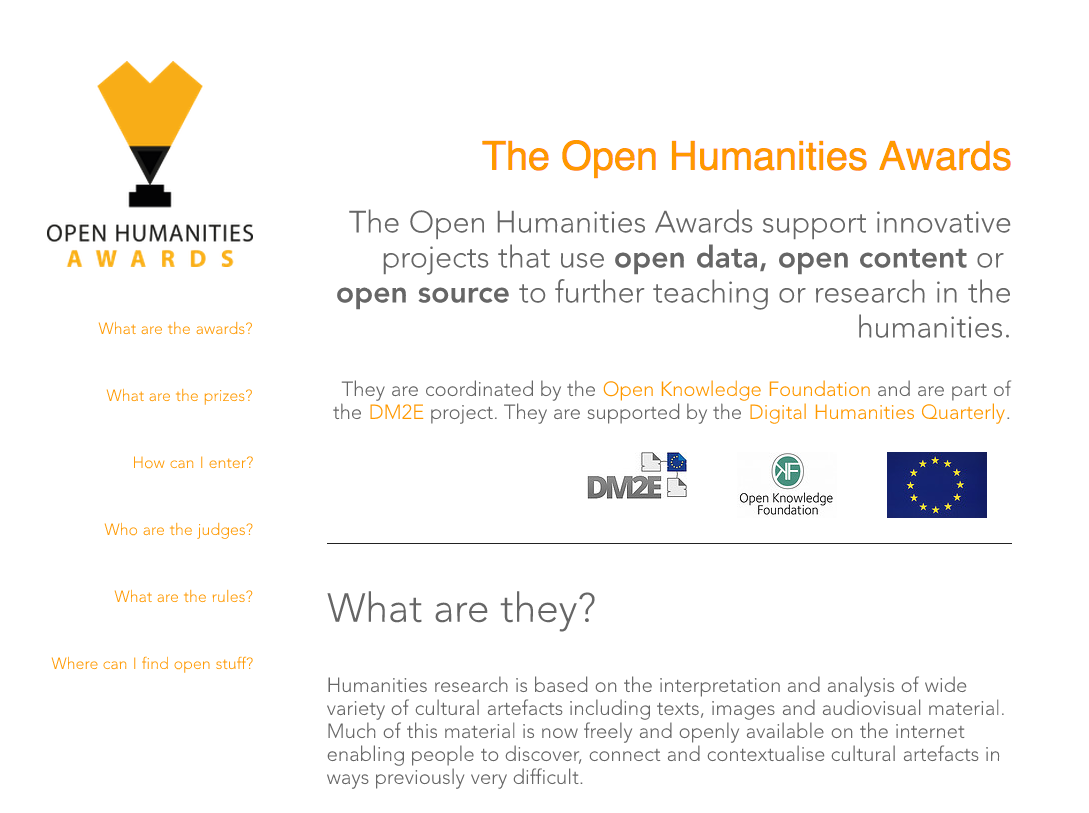 OPEN HUMANITIES
AWARDS
What are the awards?
What are the prizes?
How can I enter?
Who are the judges?
What are the rules?
Where can I find open stuff?
The Open Humanities Awards
The Open Humanities Awards support innovative
projects that use open data, open content or
open source to further teaching or research in the
humanities.
They are coordinated by the Open Knowledge Foundation and are part of
the DM2E project. They are supported by the Digital Humanities Quarterly.
DM2E
Open Knowledge
Foundation
What are they?
Humanities research is based on the interpretation and analysis of wide
variety of cultural artefacts including texts, images and audiovisual material.
Much of this material is now freely and openly available on the internet
enabling people to discover, connect and contextualise cultural artefacts in
ways previously very difficult.